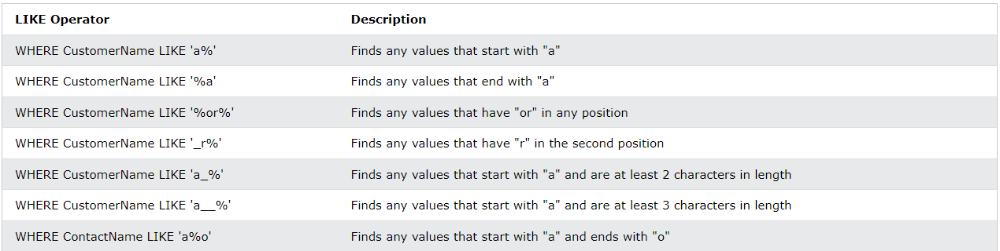 LIKE Operator Description
WHERE CustomerName LIKE 'a%' Finds any values that start with "a"
WHERE CustomerName LIKE '%a' Finds any values that end with "a"
WHERE CustomerName LIKE '%or%' Finds any values that have "or" in any position
WHERE CustomerName LIKE '_r%' Finds any values that have "r" in the second position
WHERE CustomerName LIKE 'a_%' Finds any values that start with "a" and are at least 2 characters in length
WHERE CustomerName LIKE 'a__%' Finds any values that start with "a" and are at least 3 characters in length
WHERE ContactName LIKE 'a%o' Finds any values that start with "a" and ends with "o"